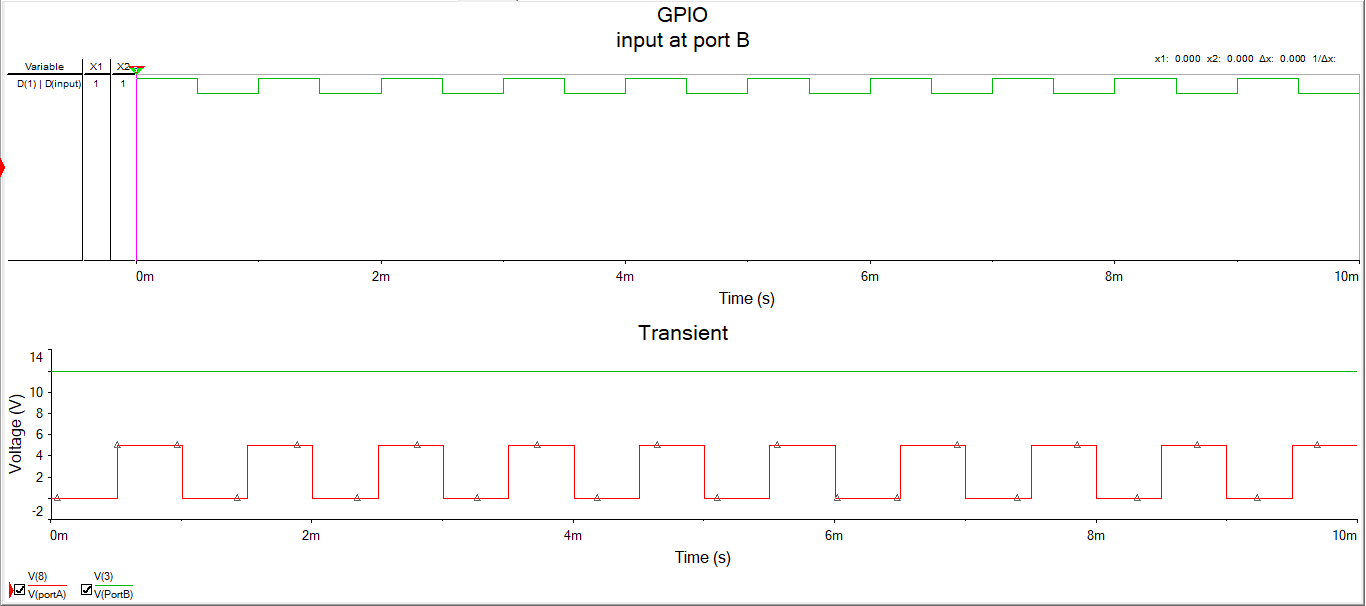 GPIO
input at port B
x1: 0.000 x2: 0.000 Δx: 0.000 1/Δx:
Variable X1 X2
D(1) | D(input) 1 1
0m 2m 4m 6m 8m 10m
Time (s)
Transient
Voltage (V)
14
10
8
6
4
2
-2
0m 2m 4m 6m 8m 10m
Time (s)
V(8) V(3)
V(portA) V(PortB)